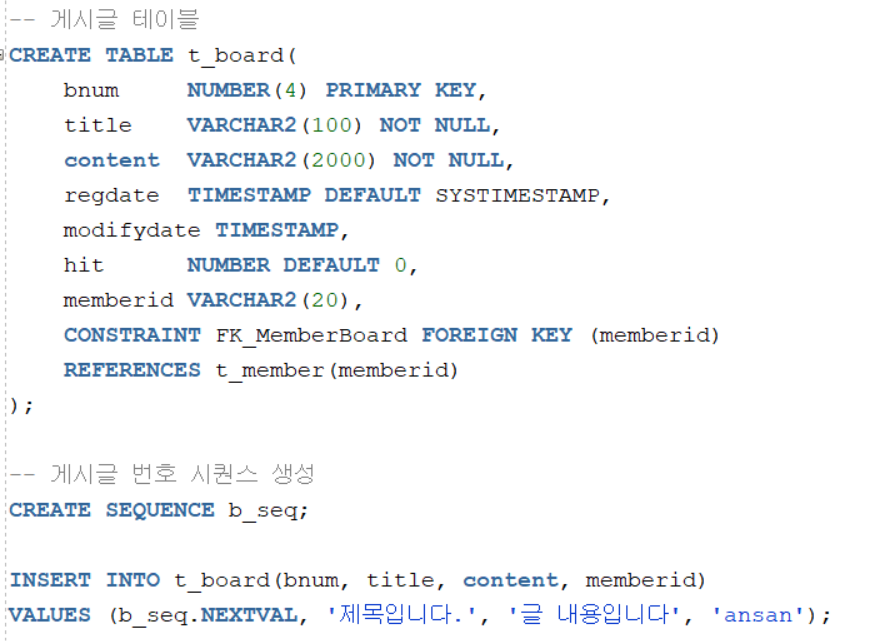 -- 게시글 테이블
CREATE TABLE t_board(
bnum NUMBER(4) PRIMARY KEY,
title VARCHAR2(100) NOT NULL,
content VARCHAR2(2000) NOT NULL,
regdate TIMESTAMP DEFAULT SYSTIMESTAMP,
modifydate TIMESTAMP,
hit NUMBER DEFAULT 0,
memberid VARCHAR2(20),
CONSTRAINT FK_MemberBoard FOREIGN KEY (memberid)
REFERENCES t_member(memberid)
);
-- 게시글 번호 시퀀스 생성
CREATE SEQUENCE b_seq;
INSERT INTO t_board(bnum, title, content, memberid)
VALUES (b_seq.NEXTVAL, '제목입니다.', '글 내용입니다', 'ansan');